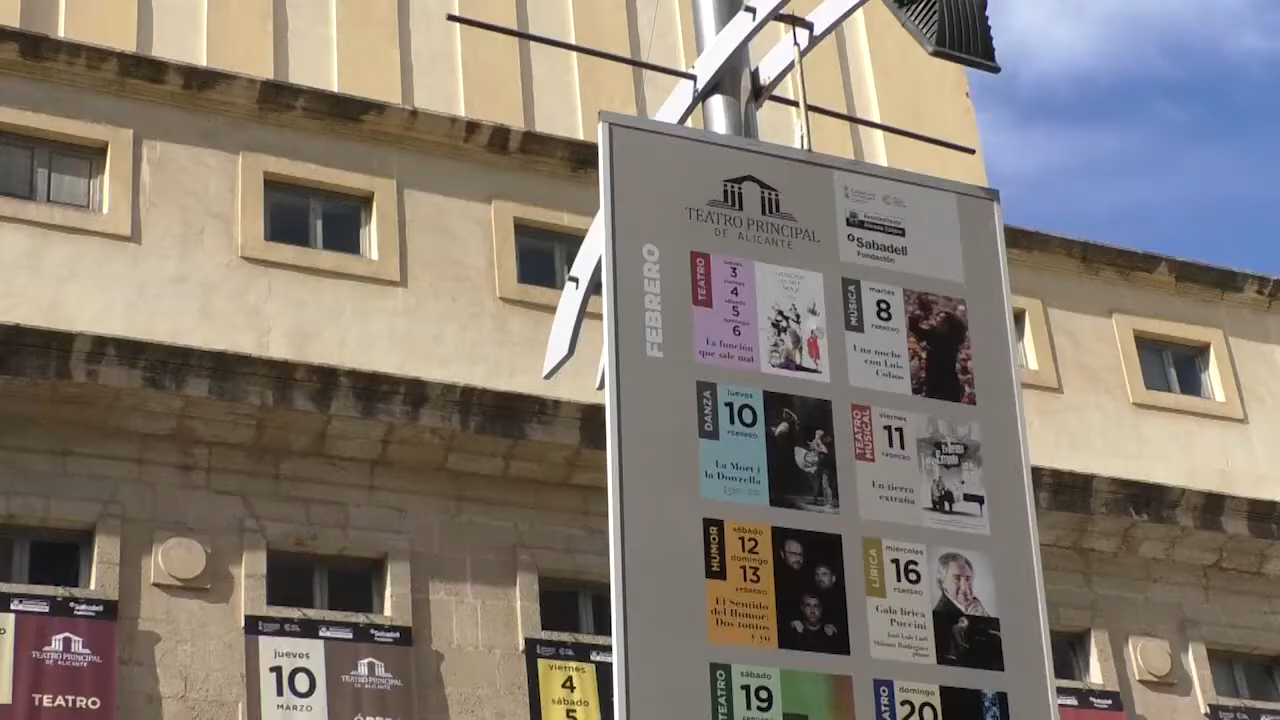 TEATRO PRINCIPAL
DE ALICANTE
Sabadell
Fundación
FEBRERO
TEATRO
jueves
3
viernes
4
sábado
5
domingo
6
La función
que sale mal
MÚSICA
martes
8
FEBRERO
Una noche
con Luis
Cobos
DANZA
jueves
10
FEBRERO
La Mort i
la Donzella
TEATRO
MUSICAL
viernes
11
FEBRERO
En tierra
extraña
HUMOR
sábado
12
domingo
13
FEBRERO
El Sentido
del Humor:
Dos tontos
y yo
LÍRICA
miércoles
16
FEBRERO
Gala lírica
Puccini
TEATRO
sábado
19
FEBRERO
domingo
20
Sabadell
TEATRO PRINCIPAL
DE ALICANTE
TEATRO
Sabadell
jueves
10
MARZO
TEATRO PRINCIPAL
DE ALICANTE
viernes
4
sábado
5